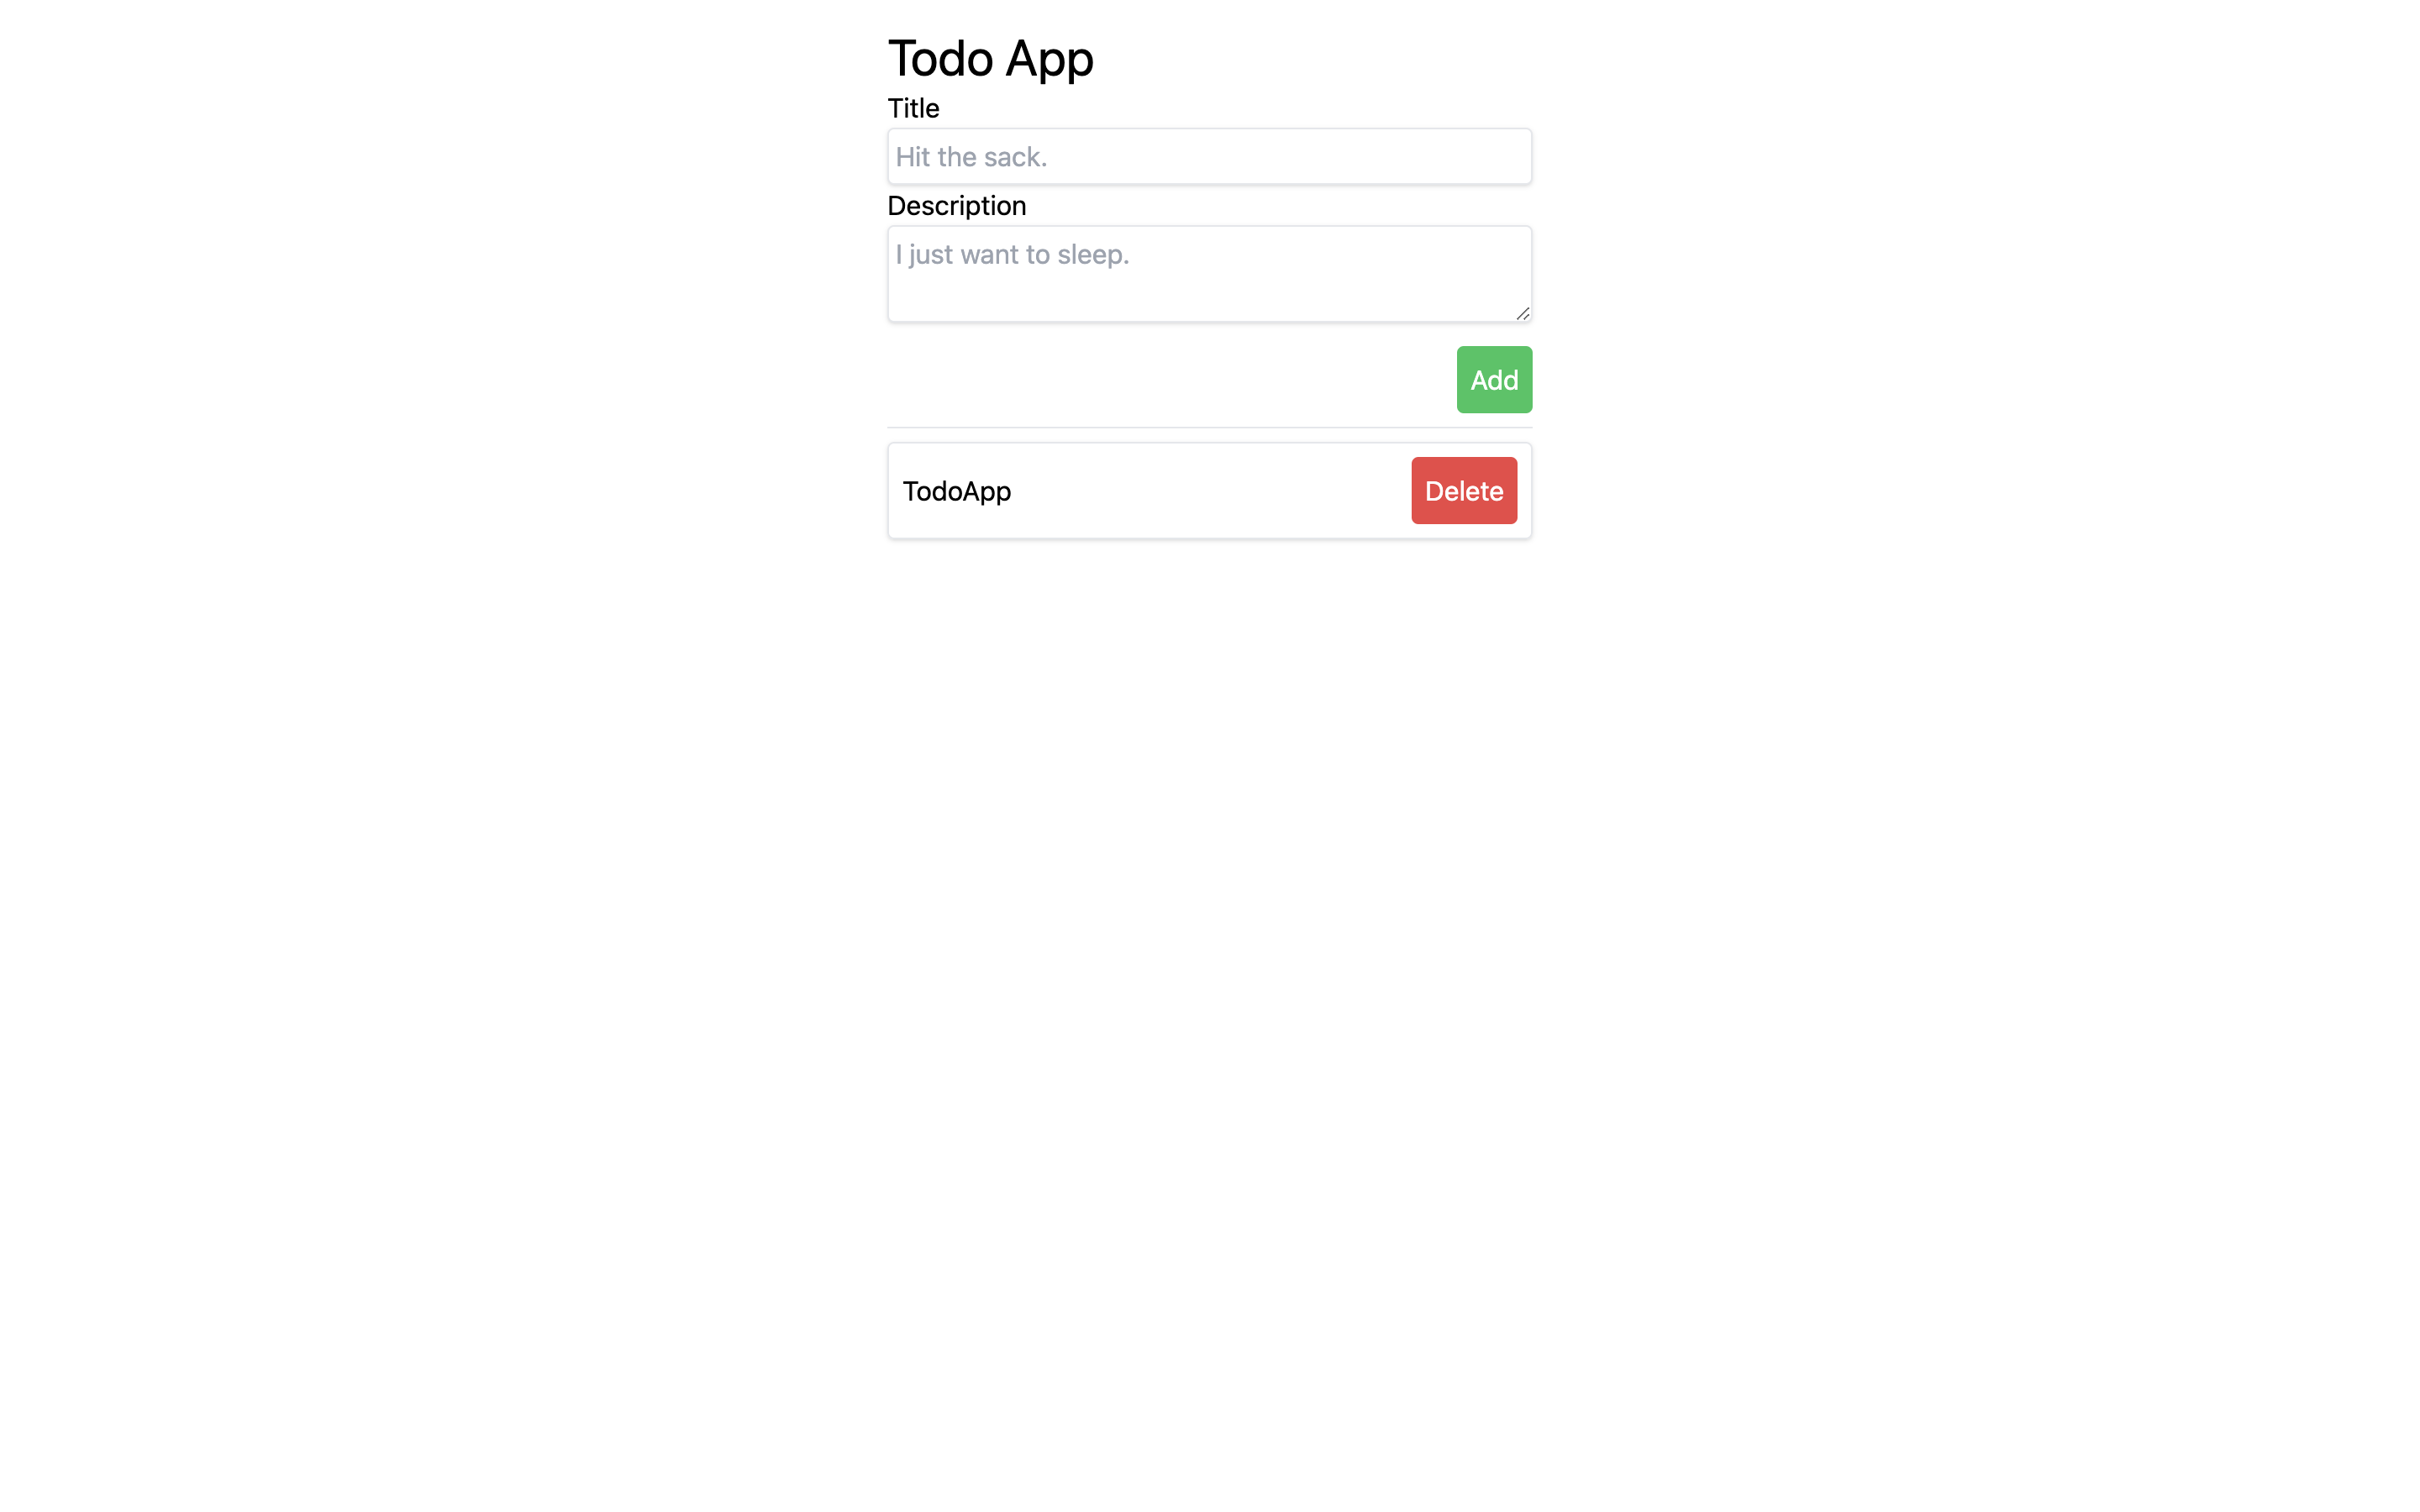 Todo App
Title
Hit the sack.
Description
I just want to sleep.
Add
TodoApp Delete